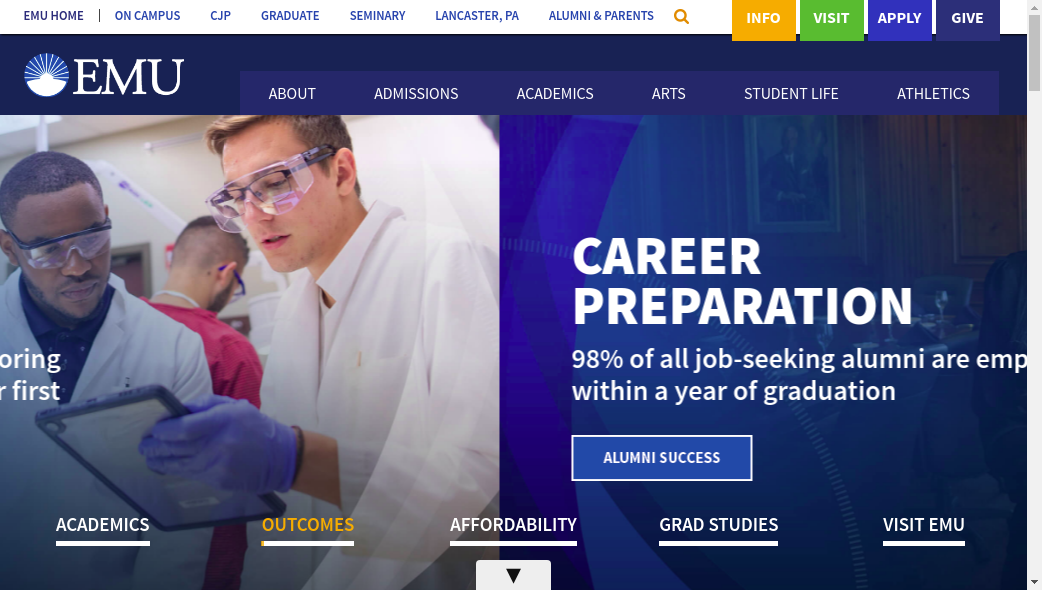 EMU HOME | ON CAMPUS CJP GRADUATE SEMINARY LANCASTER, PA ALUMNI & PARENTS INFO VISIT APPLY GIVE
EMU
ABOUT ADMISSIONS ACADEMICS ARTS STUDENT LIFE ATHLETICS
CAREER
PREPARATION
oring
r first
98% of all job-seeking alumni are emp
within a year of graduation
ALUMNI SUCCESS
ACADEMICS OUTCOMES AFFORDABILITY GRAD STUDIES VISIT EMU
▼